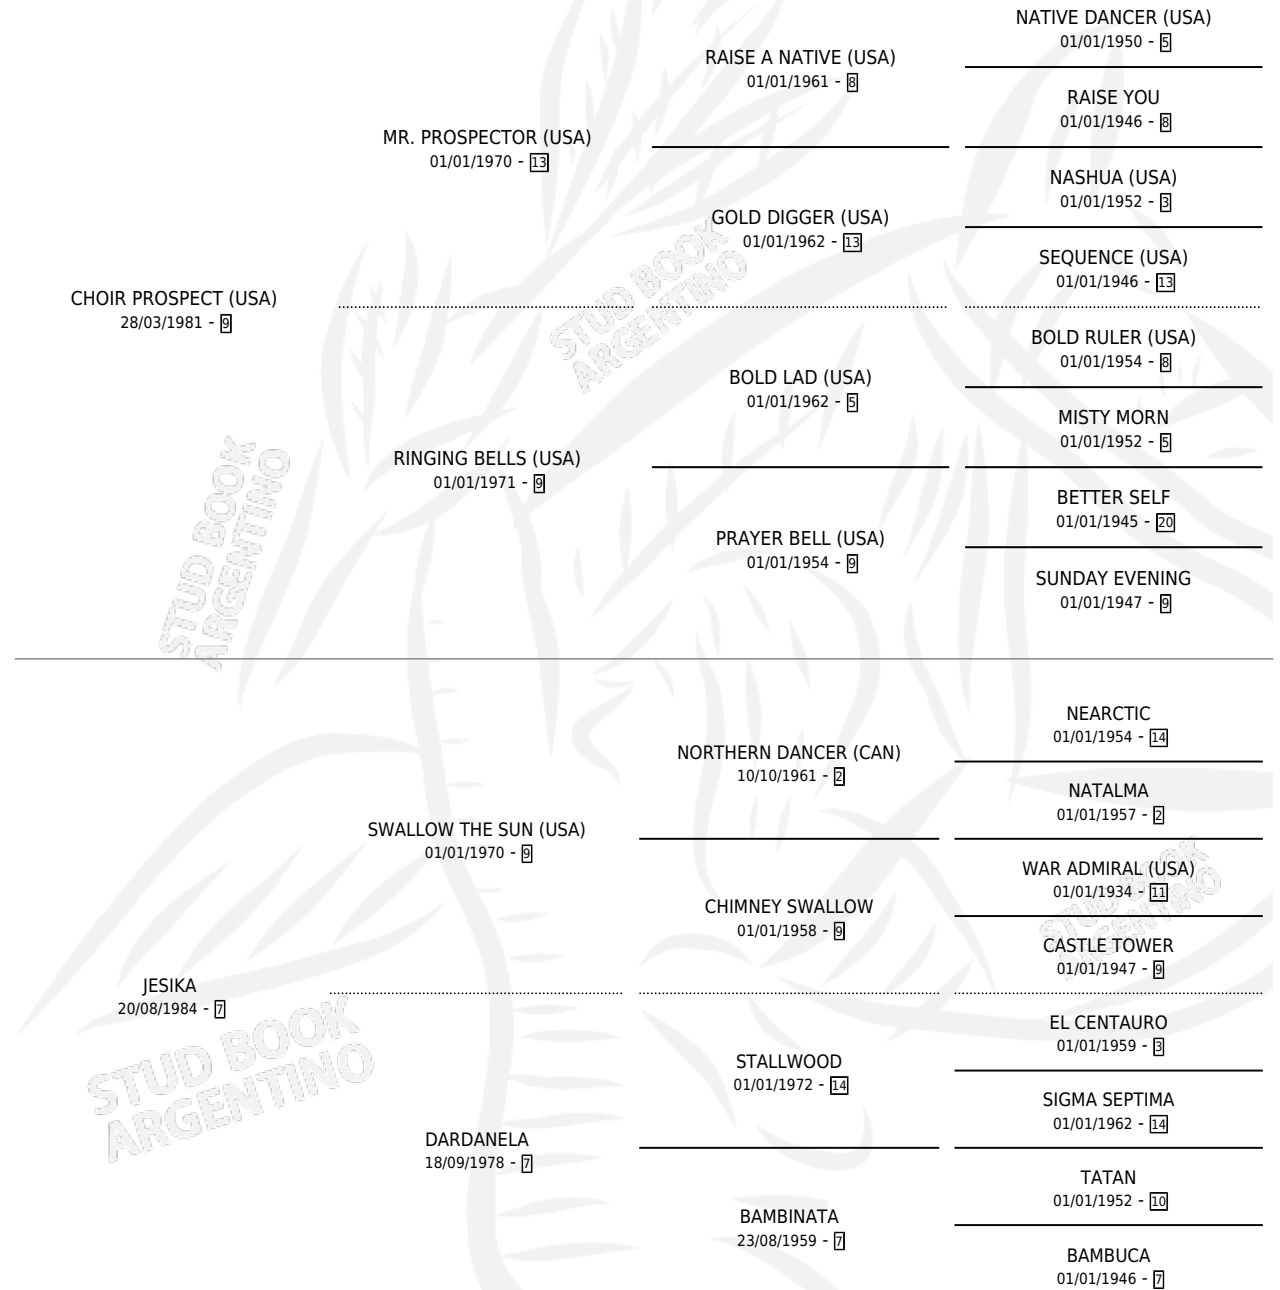 NATIVE DANCER (USA)
01/01/1950 - 5
RAISE A NATIVE (USA)
01/01/1961 - 8
RAISE YOU
01/01/1946 - 8
MR. PROSPECTOR (USA)
01/01/1970 - 13
NASHUA (USA)
01/01/1952 - 3
GOLD DIGGER (USA)
01/01/1962 - 13
SEQUENCE (USA)
01/01/1946 - 13
CHOIR PROSPECT (USA)
28/03/1981 - 9
BOLD RULER (USA)
01/01/1954 - 8
BOLD LAD (USA)
01/01/1962 - 5
MISTY MORN
01/01/1952 - 5
RINGING BELLS (USA)
01/01/1971 - 9
BETTER SELF
01/01/1945 - 20
PRAYER BELL (USA)
01/01/1954 - 9
SUNDAY EVENING
01/01/1947 - 9
NEARCTIC
01/01/1954 - 14
NORTHERN DANCER (CAN)
10/10/1961 - 2
NATALMA
01/01/1957 - 2
SWALLOW THE SUN (USA)
01/01/1970 - 9
WAR ADMIRAL (USA)
01/01/1934 - 11
CHIMNEY SWALLOW
01/01/1958 - 9
CASTLE TOWER
01/01/1947 - 9
JESIKA
20/08/1984 - 7
EL CENTAURO
01/01/1959 - 3
STALLWOOD
01/01/1972 - 14
SIGMA SEPTIMA
01/01/1962 - 14
DARDANELA
18/09/1978 - 7
TATAN
01/01/1952 - 10
BAMBINATA
23/08/1959 - 7
BAMBUCA
01/01/1946 - 7
STUD BOOK
ARGENTINO
STUD BOOK
ARGENTINO
STUD BOOK
ARGENTINO
STUD BOOK
ARGENTINO